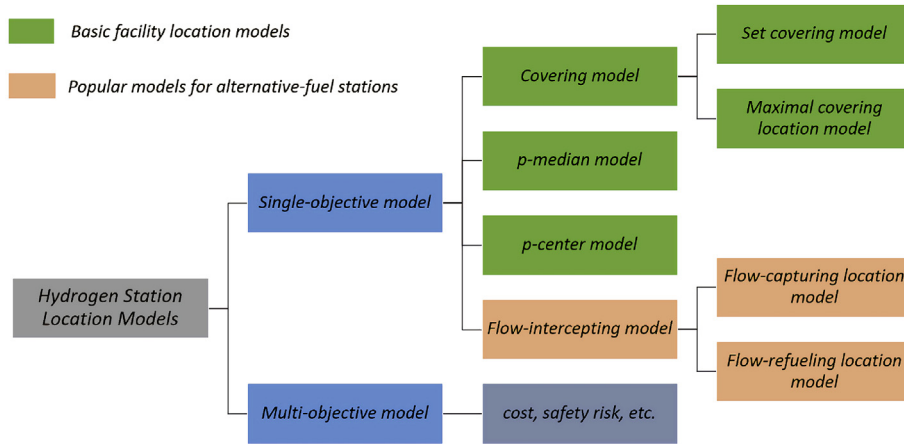 Basic facility location models
Popular models for alternative-fuel stations
Hydrogen Station
Location Models
Single-objective model
Multi-objective model
Covering model
p-median model
p-center model
Flow-intercepting model
cost, safety risk, etc.
Set covering model
Maximal covering
location model
Flow-capturing location
model
Flow-refueling location
model